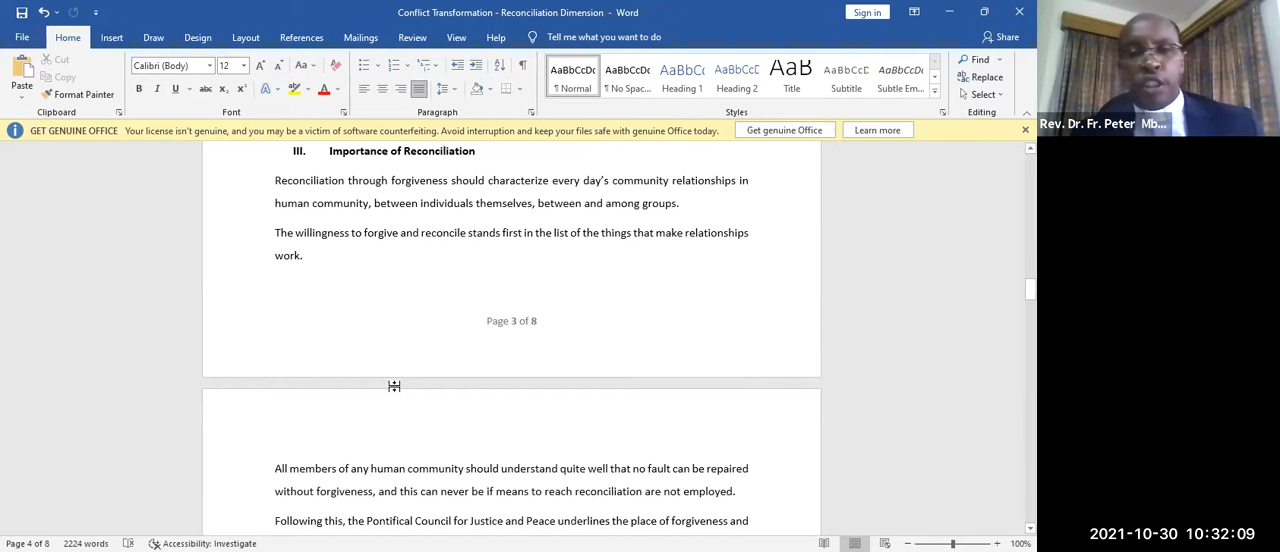 Conflict Transformation - Reconciliation Dimension - Word
Sign in
File Home Insert Draw Design Layout References Mailings Review View Help Tell me what you want to do Share
Paste
Cut
Copy
Format Painter
Clipboard
Calibri (Body) 12
Font
Paragraph
AaBbCcDc ¶ Normal
AaBbCcDc ¶ No Spac...
AaBbCc Heading 1
AaBbCcD Heading 2
AaB Title
AaBbCcD Subtitle
AaBbCcDc Subtle Em...
Styles
Find
Replace
Select
Editing
GET GENUINE OFFICE Your license isn't genuine, and you may be a victim of software counterfeiting. Avoid interruption and keep your files safe with genuine Office today. Get genuine Office Learn more
Rev. Dr. Fr. Peter Mb...
III. Importance of Reconciliation
Reconciliation through forgiveness should characterize every day's community relationships in
human community, between individuals themselves, between and among groups.
The willingness to forgive and reconcile stands first in the list of the things that make relationships
work.
Page 3 of 8
All members of any human community should understand quite well that no fault can be repaired
without forgiveness, and this can never be if means to reach reconciliation are not employed.
Following this, the Pontifical Council for Justice and Peace underlines the place of forgiveness and
Page 4 of 8 2224 words Accessibility: Investigate 100%
2021-10-30 10:32:09